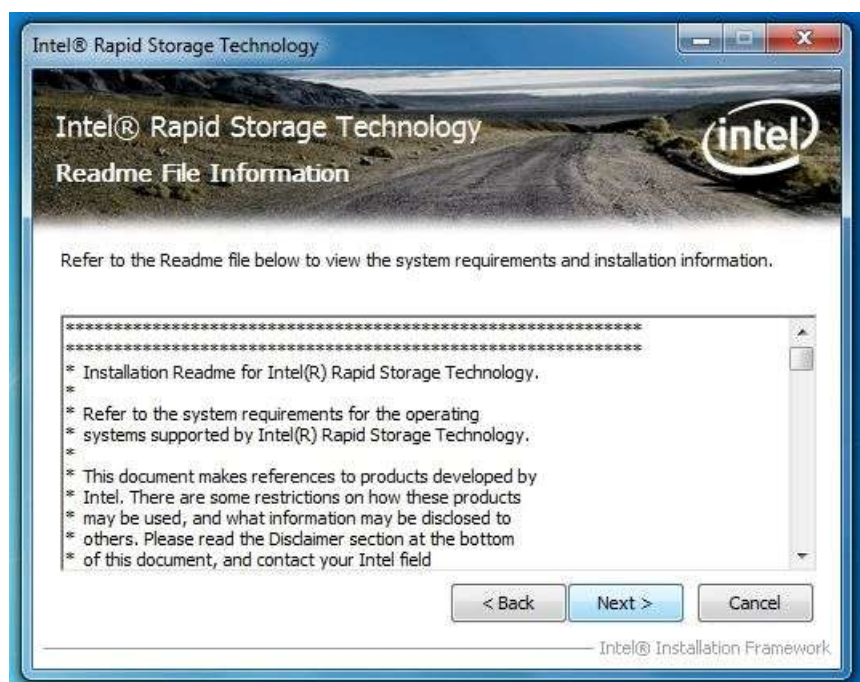 Intel® Rapid Storage Technology
Intel® Rapid Storage Technology
Readme File Information
intel
Refer to the Readme file below to view the system requirements and installation information.
************************************************************
************************************************************
* Installation Readme for Intel(R) Rapid Storage Technology.
*
* Refer to the system requirements for the operating
* systems supported by Intel(R) Rapid Storage Technology.
*
* This document makes references to products developed by
* Intel. There are some restrictions on how these products
* may be used, and what information may be disclosed to
* others. Please read the Disclaimer section at the bottom
* of this document, and contact your Intel field
< Back
Next >
Cancel
Intel® Installation Framework